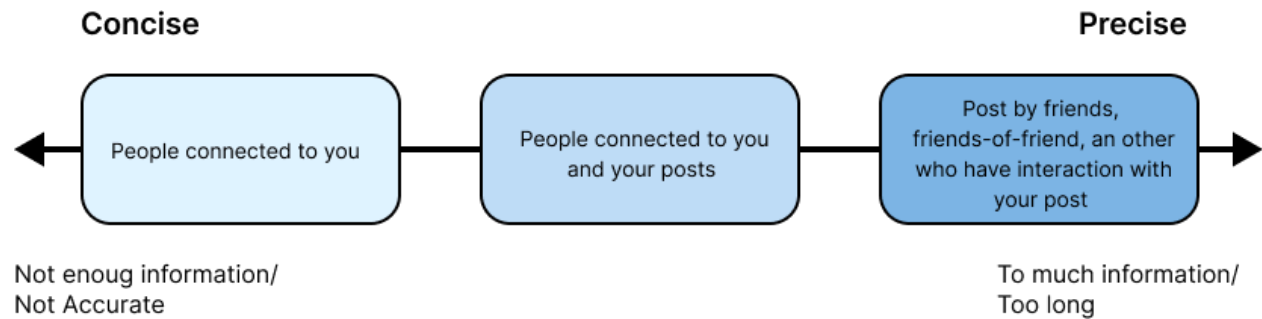 Concise
Precise
People connected to you
People connected to you
and your posts
Post by friends,
friends-of-friend, an other
who have interaction with
your post
Not enoug information/
Not Accurate
To much information/
Too long